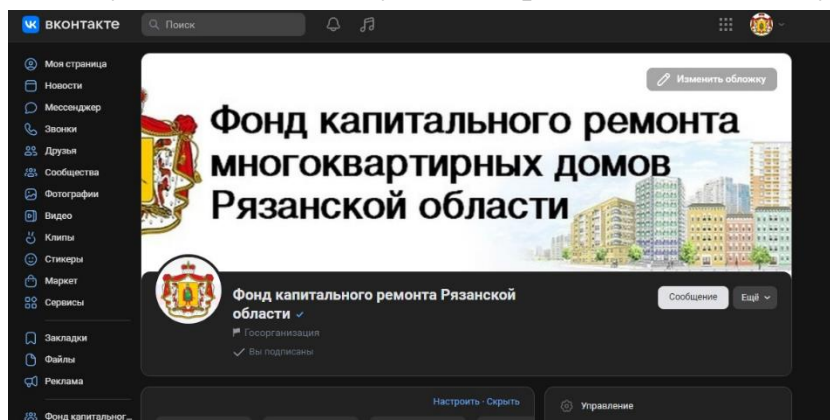 вконтакте
Поиск
Моя страница
Новости
Мессенджер
Звонки
Друзья
Сообщества
Фотографии
Видео
Клипы
Стикеры
Маркет
Сервисы
Закладки
Файлы
Реклама
Фонд капитальног...
Изменить обложку
Фонд капитального ремонта
многоквартирных домов
Рязанской области
Фонд капитального ремонта Рязанской
области
Госорганизация
Вы подписаны
Сообщение
Ещё
Настроить · Скрыть
Управление